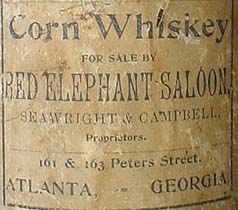 Corn Whiskey
FOR SALE BY
RED ELEPHANT SALOON,
SEAWRIGHT & CAMPBELL,
Proprietors.
161 & 163 Peters Street.
ATLANTA, - GEORGIA